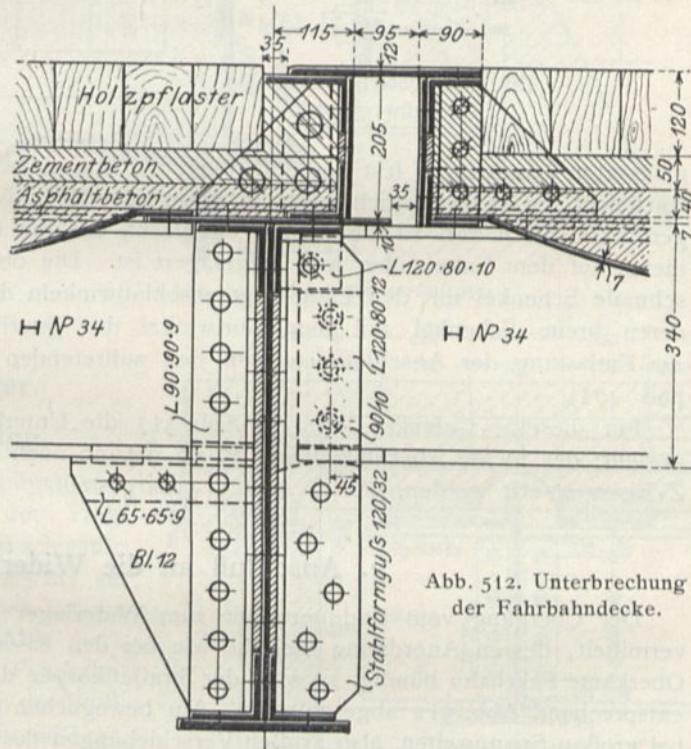 35 115 95 90
12
Holzpflaster
205
120
Zementbeton
50
Asphaltbeton
35
10
7
L 120·80·10
L 120·80·12
I NP 34
I NP 34
L 90·90·9
340
90/10
45
L 65·65·9
Bl. 12
Stahlformguß 120/32
Abb. 512. Unterbrechung
der Fahrbahndecke.